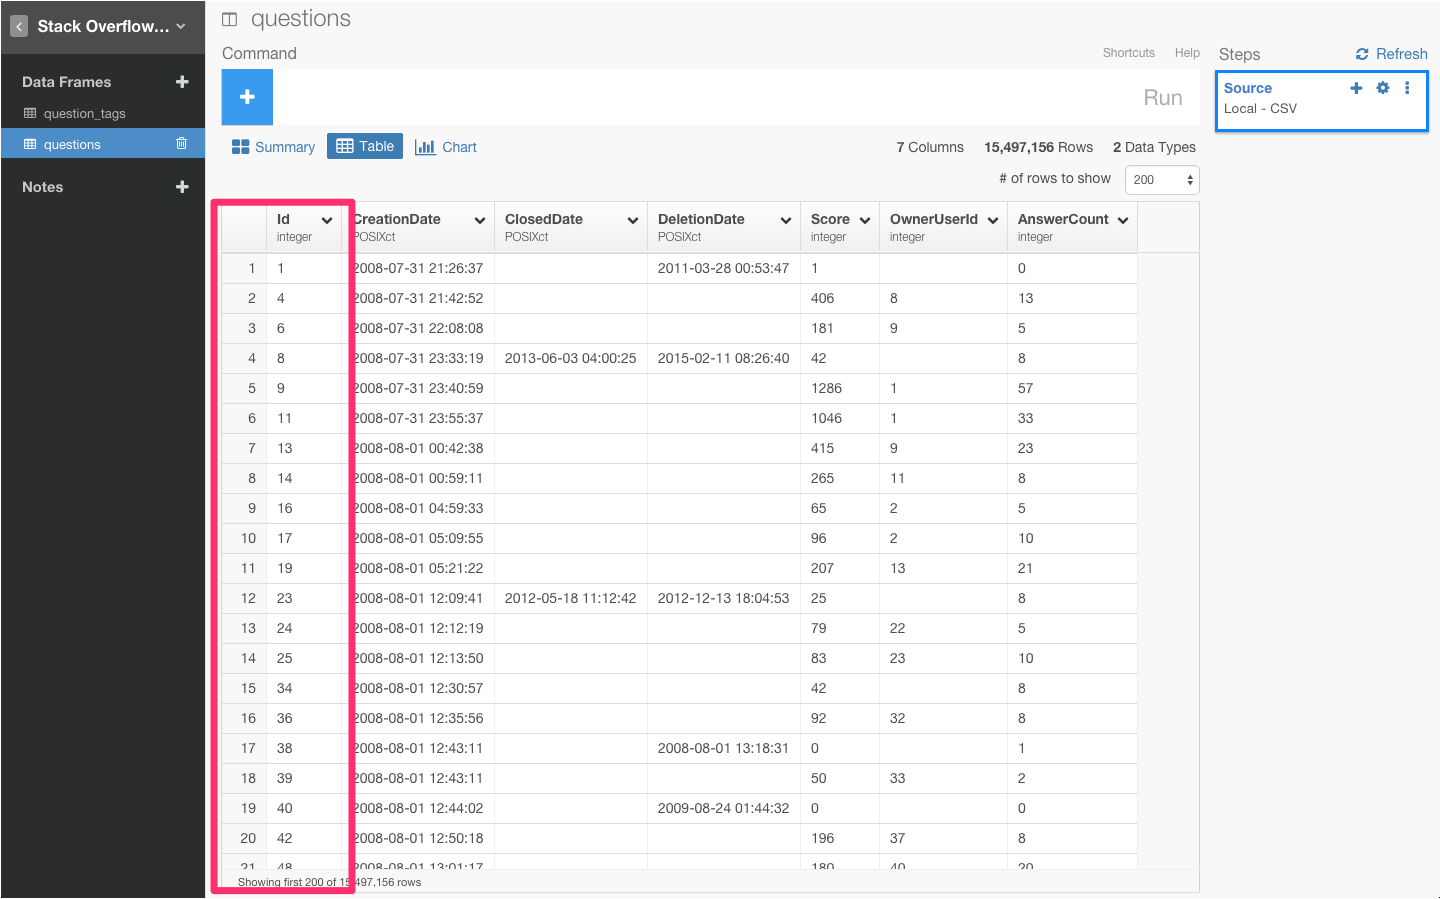 Stack Overflow...
Data Frames
question_tags
questions
Notes
questions
Command
Shortcuts Help
Run
Summary Table Chart
7 Columns 15,497,156 Rows 2 Data Types
# of rows to show 200
Steps Refresh
Source
Local - CSV
Id CreationDate ClosedDate DeletionDate Score OwnerUserId AnswerCount
integer POSIXct POSIXct POSIXct integer integer integer
1 1 2008-07-31 21:26:37 2011-03-28 00:53:47 1 0
2 4 2008-07-31 21:42:52 406 8 13
3 6 2008-07-31 22:08:08 181 9 5
4 8 2008-07-31 23:33:19 2013-06-03 04:00:25 2015-02-11 08:26:40 42 8
5 9 2008-07-31 23:40:59 1286 1 57
6 11 2008-07-31 23:55:37 1046 1 33
7 13 2008-08-01 00:42:38 415 9 23
8 14 2008-08-01 00:59:11 265 11 8
9 16 2008-08-01 04:59:33 65 2 5
10 17 2008-08-01 05:09:55 96 2 10
11 19 2008-08-01 05:21:22 207 13 21
12 23 2008-08-01 12:09:41 2012-05-18 11:12:42 2012-12-13 18:04:53 25 8
13 24 2008-08-01 12:12:19 79 22 5
14 25 2008-08-01 12:13:50 83 23 10
15 34 2008-08-01 12:30:57 42 8
16 36 2008-08-01 12:35:56 92 32 8
17 38 2008-08-01 12:43:11 2008-08-01 13:18:31 0 1
18 39 2008-08-01 12:43:11 50 33 2
19 40 2008-08-01 12:44:02 2009-08-24 01:44:32 0 0
20 42 2008-08-01 12:50:18 196 37 8
21 48 2008-08-01 13:01:17 180 40 20
Showing first 200 of 15,497,156 rows